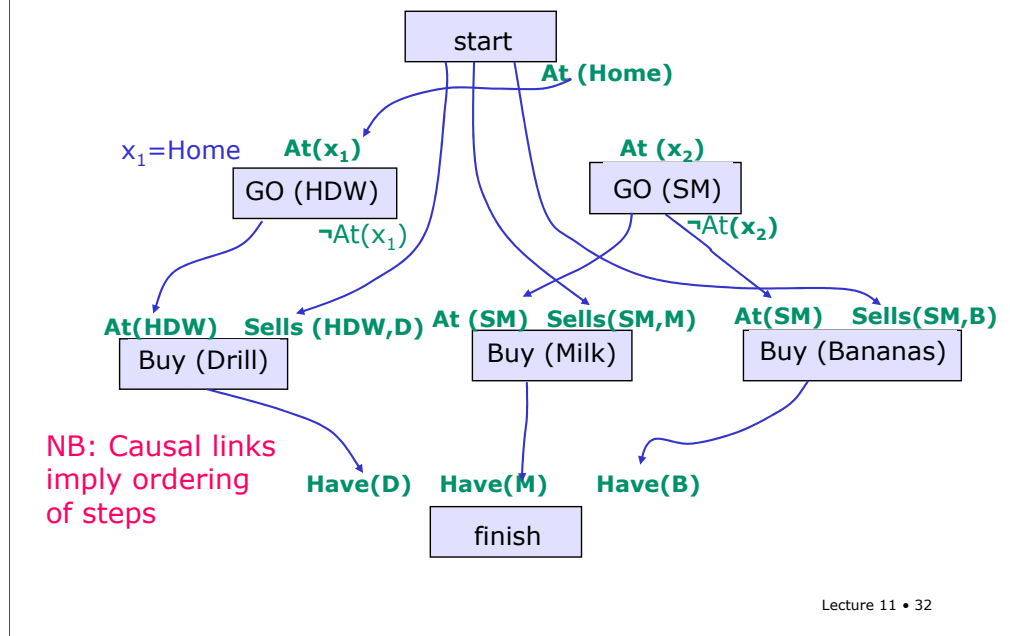 start
At (Home)
x₁=Home At(x₁) At (x₂)
GO (HDW) GO (SM)
¬At(x₁) ¬At(x₂)
At(HDW) Sells (HDW,D) At (SM) Sells(SM,M) At(SM) Sells(SM,B)
Buy (Drill) Buy (Milk) Buy (Bananas)
NB: Causal links
imply ordering
of steps
Have(D) Have(M) Have(B)
finish
Lecture 11 • 32